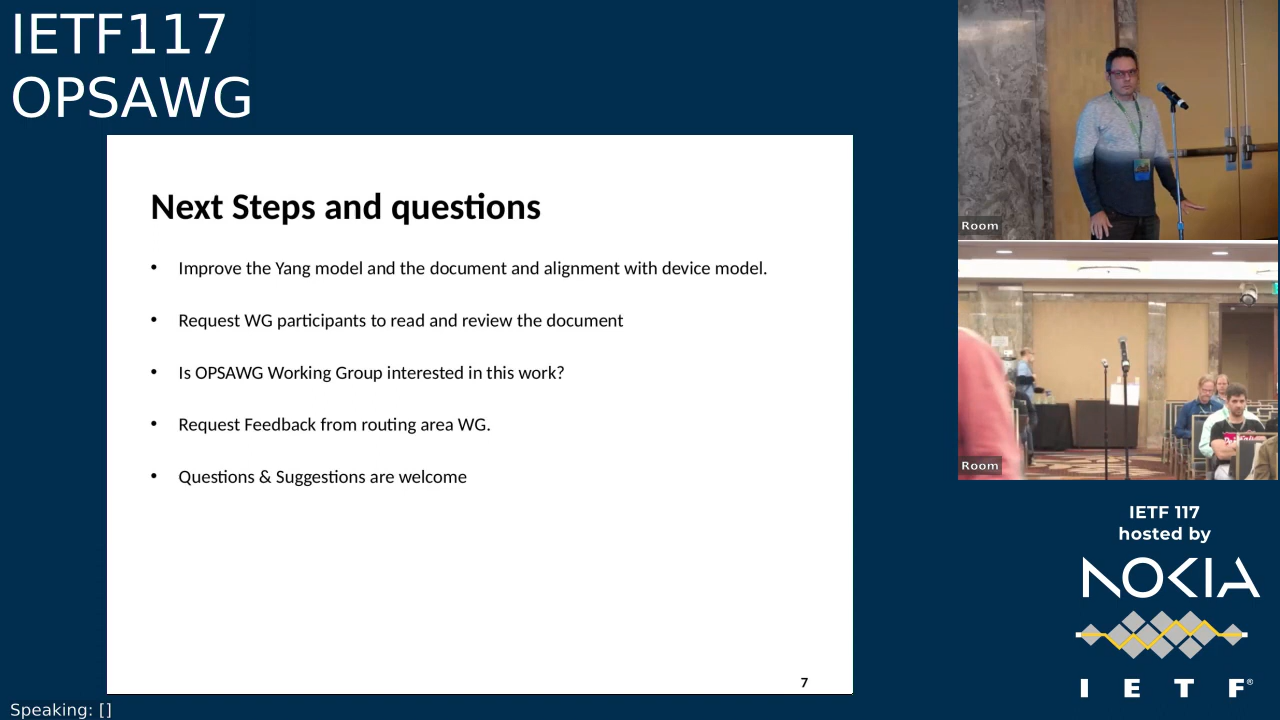 IETF117
OPSAWG
Next Steps and questions
• Improve the Yang model and the document and alignment with device model.
• Request WG participants to read and review the document
• Is OPSAWG Working Group interested in this work?
• Request Feedback from routing area WG.
• Questions & Suggestions are welcome
7
Room
Room
IETF 117
hosted by
NOKIA
I E T F®
Speaking: []